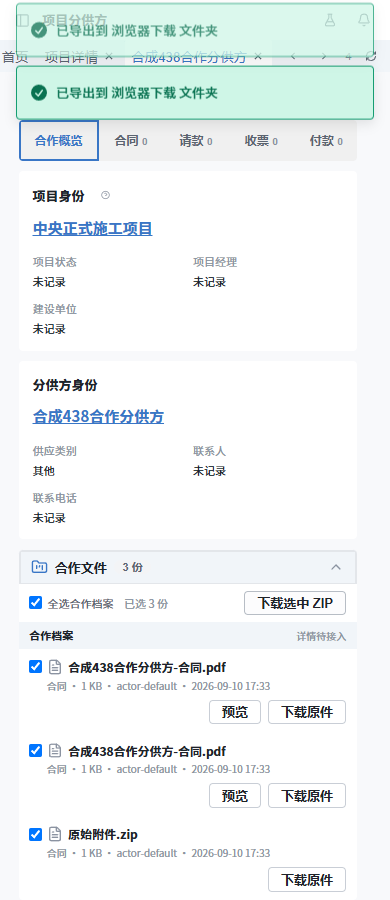 项目分供方
已导出到 浏览器下载 文件夹
首页 项目详情 × 合成438合作分供方 × 4
已导出到 浏览器下载 文件夹
合作概览 合同 0 请款 0 收票 0 付款 0
项目身份
中央正式施工项目
项目状态 项目经理
未记录 未记录
建设单位
未记录
分供方身份
合成438合作分供方
供应类别 联系人
其他 未记录
联系电话
未记录
合作文件 3 份
全选合作档案 已选 3 份 下载选中 ZIP
合作档案 详情待接入
合成438合作分供方-合同.pdf
合同 • 1 KB • actor-default • 2026-09-10 17:33
预览 下载原件
合成438合作分供方-合同.pdf
合同 • 1 KB • actor-default • 2026-09-10 17:33
预览 下载原件
原始附件.zip
合同 • 1 KB • actor-default • 2026-09-10 17:33
下载原件